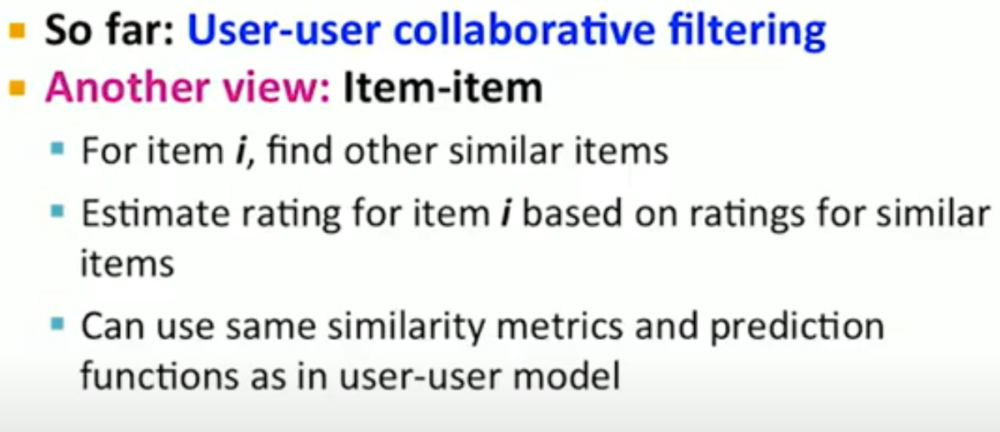 So far: User-user collaborative filtering
Another view: Item-item
For item i, find other similar items
Estimate rating for item i based on ratings for similar
items
Can use same similarity metrics and prediction
functions as in user-user model